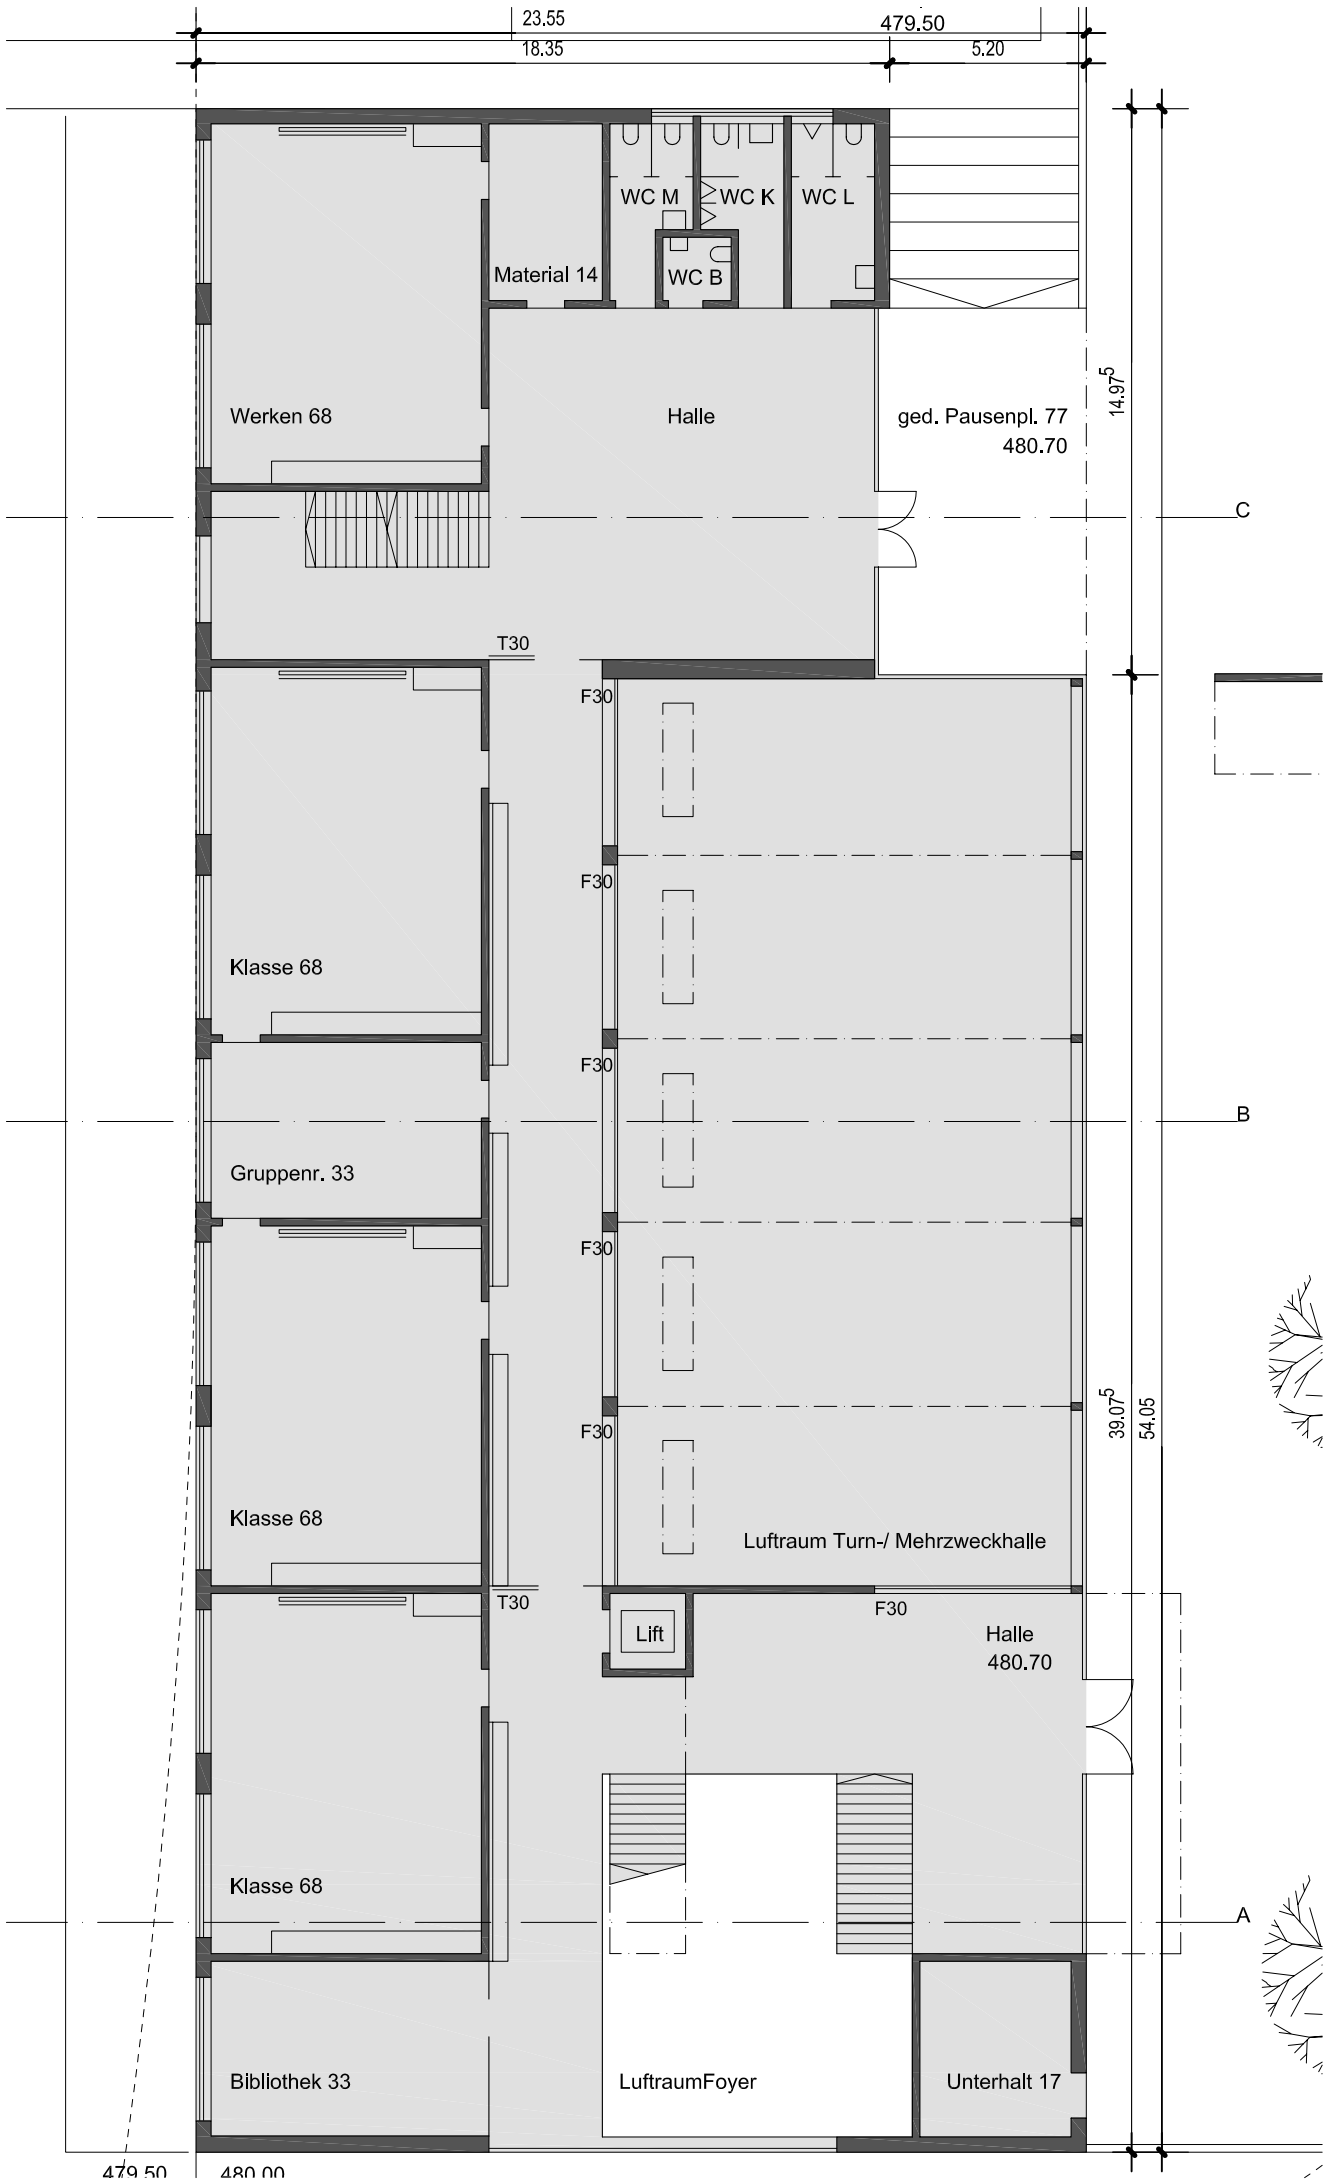 23.55
479.50
18.35
5.20
WC M
WC K
WC L
Material 14
WC B
Werken 68
Halle
ged. Pausenpl. 77
480.70
14.97⁵
C
T30
F30
F30
Klasse 68
F30
B
Gruppenr. 33
F30
39.07⁵
54.05
F30
Klasse 68
Luftraum Turn-/ Mehrzweckhalle
T30
F30
Lift
Halle
480.70
Klasse 68
A
Bibliothek 33
LuftraumFoyer
Unterhalt 17
479.50
480.00